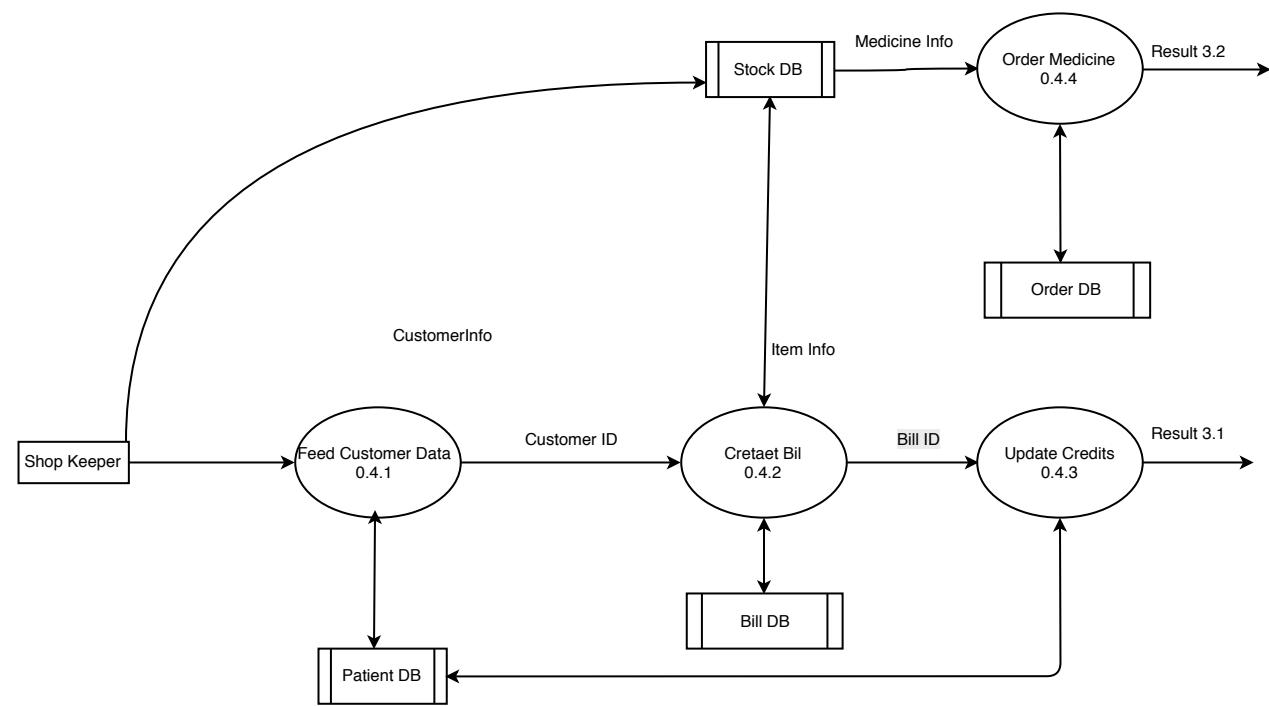 Medicine Info
Stock DB
Order Medicine
0.4.4
Result 3.2
Order DB
CustomerInfo
Item Info
Shop Keeper
Feed Customer Data
0.4.1
Customer ID
Cretaet Bil
0.4.2
Bill ID
Update Credits
0.4.3
Result 3.1
Bill DB
Patient DB